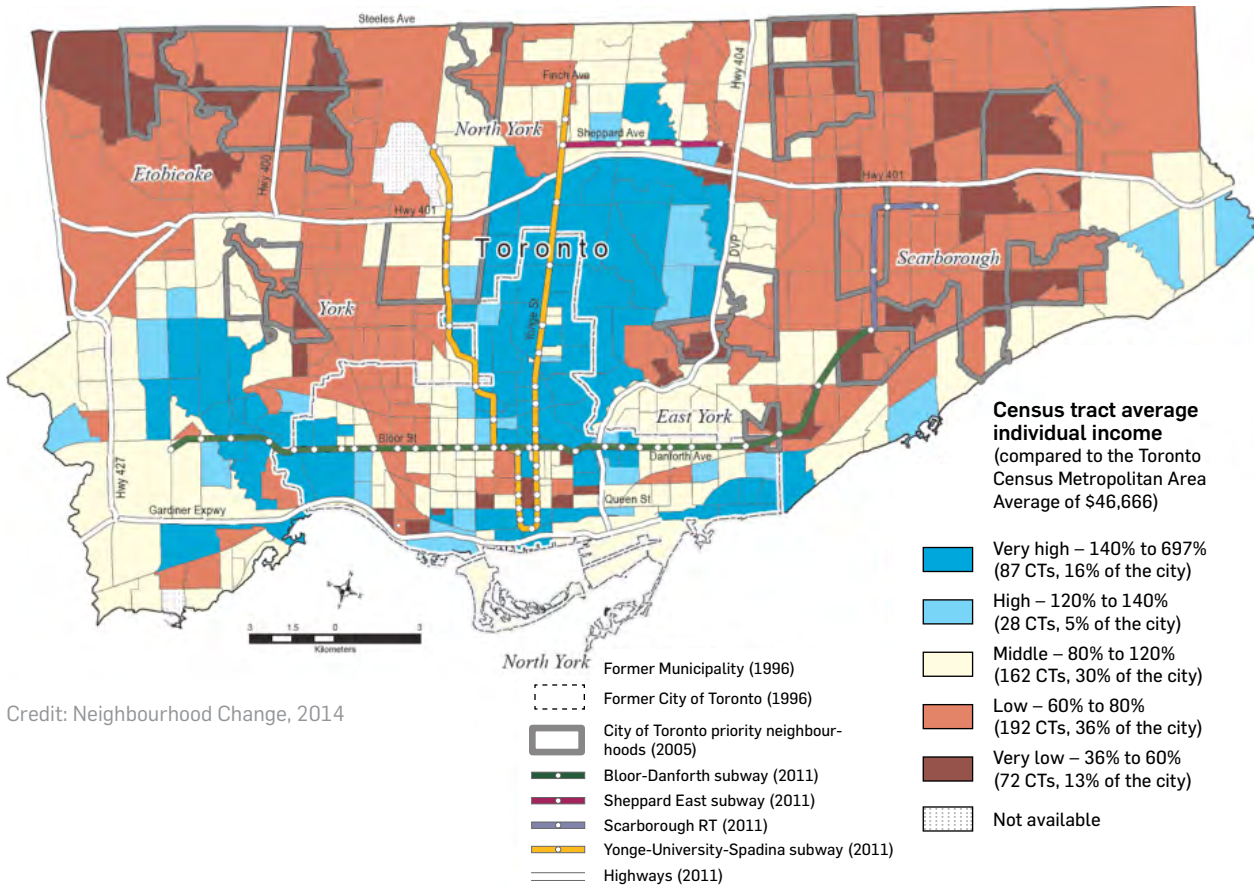 Steeles Ave
Hwy 404
Finch Ave
North York
Sheppard Ave
Etobicoke
Hwy 400
Hwy 401
Hwy 401
Toronto
DVP
Scarborough
York
Yonge St
East York
Bloor St
Danforth Ave
Hwy 427
Queen St
Gardiner Expwy
3 1.5 0 3
Kilometers
Census tract average
individual income
(compared to the Toronto
Census Metropolitan Area
Average of $46,666)
Very high – 140% to 697%
(87 CTs, 16% of the city)
High – 120% to 140%
(28 CTs, 5% of the city)
Middle – 80% to 120%
(162 CTs, 30% of the city)
Low – 60% to 80%
(192 CTs, 36% of the city)
Very low – 36% to 60%
(72 CTs, 13% of the city)
Not available
North York
Former Municipality (1996)
Former City of Toronto (1996)
City of Toronto priority neighbour-
hoods (2005)
Bloor-Danforth subway (2011)
Sheppard East subway (2011)
Scarborough RT (2011)
Yonge-University-Spadina subway (2011)
Highways (2011)
Credit: Neighbourhood Change, 2014